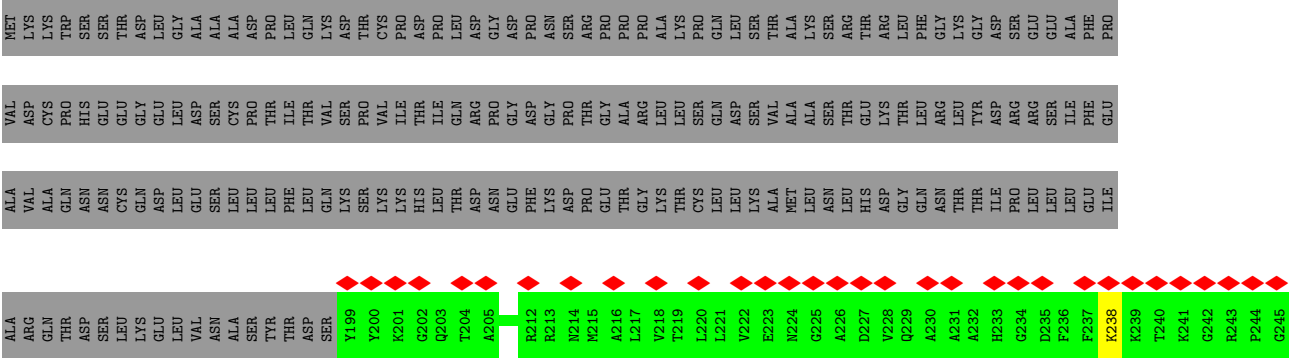 MET LYS LYS TRP SER SER THR ASP LEU GLY ALA ALA ALA ASP PRO LEU GLN LYS ASP THR CYS PRO ASP PRO LEU ASP GLY ASP PRO ASN SER ARG PRO PRO PRO ALA LYS PRO GLN LEU SER THR ALA LYS SER ARG THR ARG LEU PHE GLY LYS GLY ASP SER GLU GLU ALA PHE PRO
VAL ASP CYS PRO HIS GLU GLU GLY GLU LEU ASP SER CYS PRO THR ILE THR VAL SER PRO VAL ILE THR ILE GLN ARG PRO GLY ASP GLY PRO THR GLY ALA ARG LEU LEU SER GLN ASP SER VAL ALA ALA SER THR GLU LYS THR LEU ARG LEU TYR ASP ARG ARG SER ILE PHE GLU
ALA VAL ALA GLN ASN ASN CYS GLN ASP LEU GLU SER LEU LEU LEU PHE LEU GLN LYS SER LYS LYS HIS LEU THR ASP ASN GLU PHE LYS ASP PRO GLU THR GLY LYS THR CYS LEU LEU LYS ALA MET LEU ASN LEU HIS ASP GLY GLN ASN THR THR ILE PRO LEU LEU LEU GLU ILE
ALA ARG GLN THR ASP SER LEU LYS GLU LEU VAL ASN ALA SER TYR THR ASP SER Y199 Y200 K201 G202 Q203 T204 A205 R212 R213 N214 M215 A216 L217 V218 T219 L220 L221 V222 E223 N224 G225 A226 D227 V228 Q229 A230 A231 A232 H233 G234 D235 F236 F237 K238 K239 T240 K241 G242 R243 P244 G245